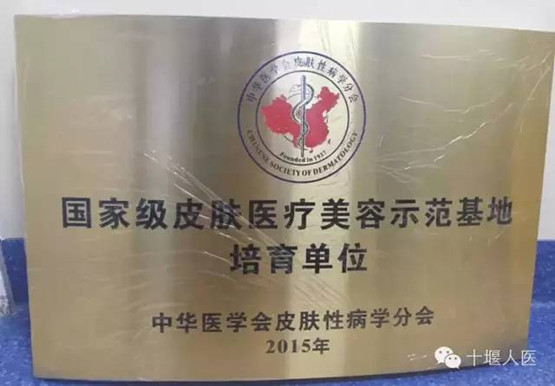 中华医学会皮肤性病学分会
Founded in 1937
CHINESE SOCIETY OF DERMATOLOGY
国家级皮肤医疗美容示范基地
培育单位
中华医学会皮肤性病学分会
2015年
十堰人医